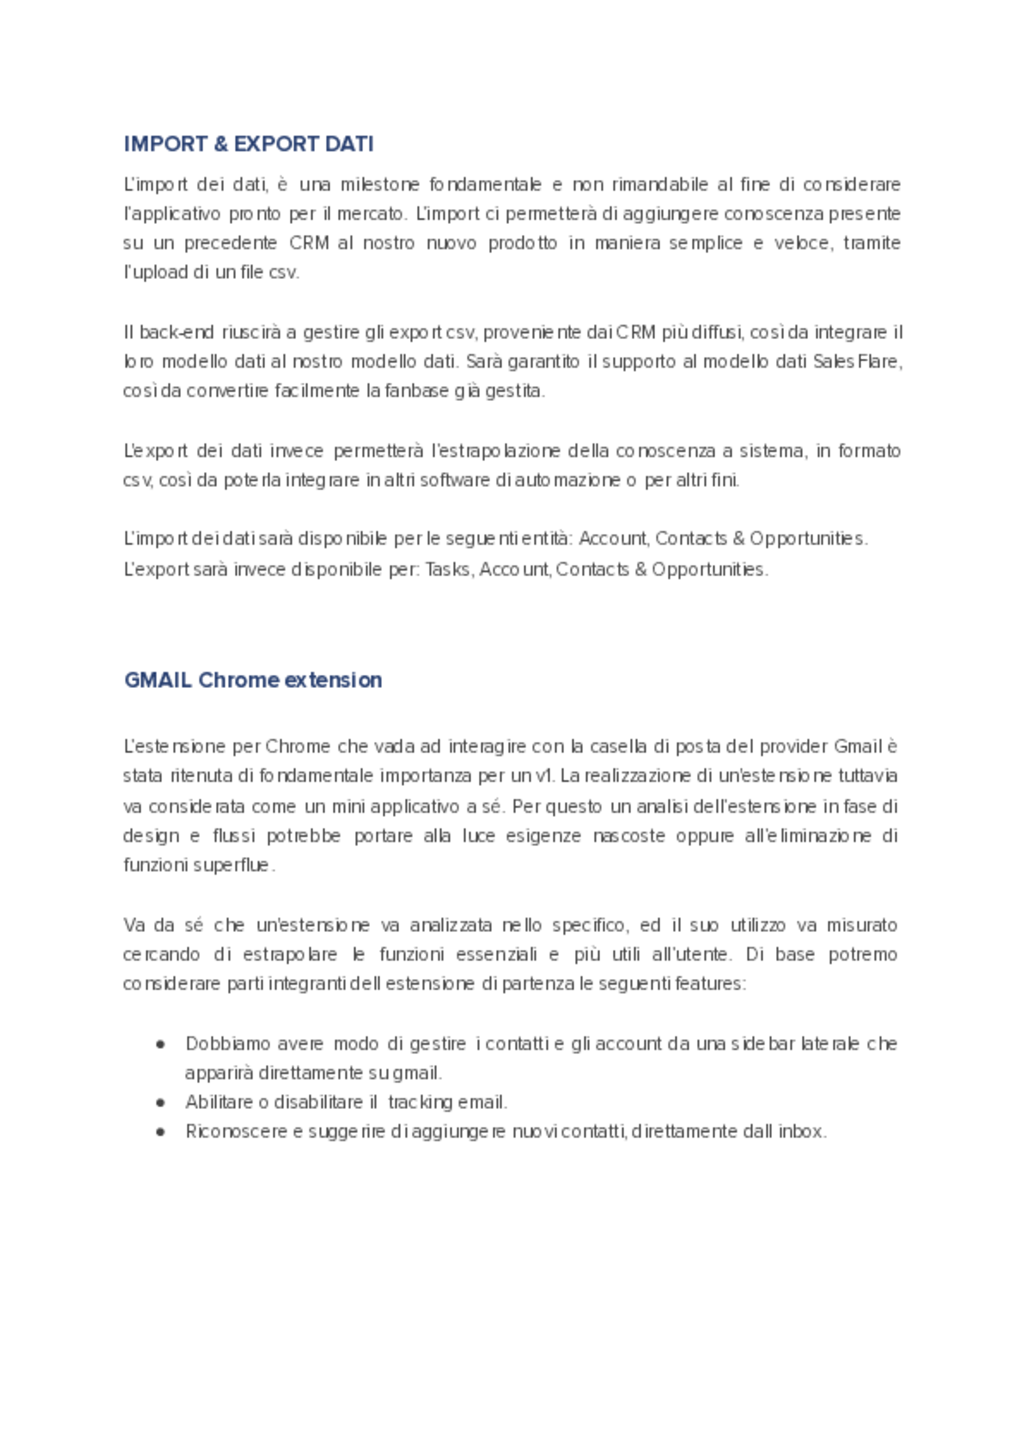 IMPORT & EXPORT DATI
L'import dei dati, è una milestone fondamentale e non rimandabile al fine di considerare
l'applicativo pronto per il mercato. L'import ci permetterà di aggiungere conoscenza presente
su un precedente CRM al nostro nuovo prodotto in maniera semplice e veloce, tramite
l'upload di un file csv.
Il back-end riuscirà a gestire gli export csv, proveniente dai CRM più diffusi, così da integrare il
loro modello dati al nostro modello dati. Sarà garantito il supporto al modello dati SalesFlare,
così da convertire facilmente la fanbase già gestita.
L'export dei dati invece permetterà l'estrapolazione della conoscenza a sistema, in formato
csv, così da poterla integrare in altri software di automazione o per altri fini.
L'import dei dati sarà disponibile per le seguenti entità: Account, Contacts & Opportunities.
L'export sarà invece disponibile per: Tasks, Account, Contacts & Opportunities.
GMAIL Chrome extension
L'estensione per Chrome che vada ad interagire con la casella di posta del provider Gmail è
stata ritenuta di fondamentale importanza per un v1. La realizzazione di un'estensione tuttavia
va considerata come un mini applicativo a sé. Per questo un analisi dell'estensione in fase di
design e flussi potrebbe portare alla luce esigenze nascoste oppure all'eliminazione di
funzioni superflue.
Va da sé che un'estensione va analizzata nello specifico, ed il suo utilizzo va misurato
cercando di estrapolare le funzioni essenziali e più utili all'utente. Di base potremo
considerare parti integranti dell estensione di partenza le seguenti features:
● Dobbiamo avere modo di gestire i contatti e gli account da una sidebar laterale che
apparirà direttamente su gmail.
● Abilitare o disabilitare il tracking email.
● Riconoscere e suggerire di aggiungere nuovi contatti, direttamente dall inbox.